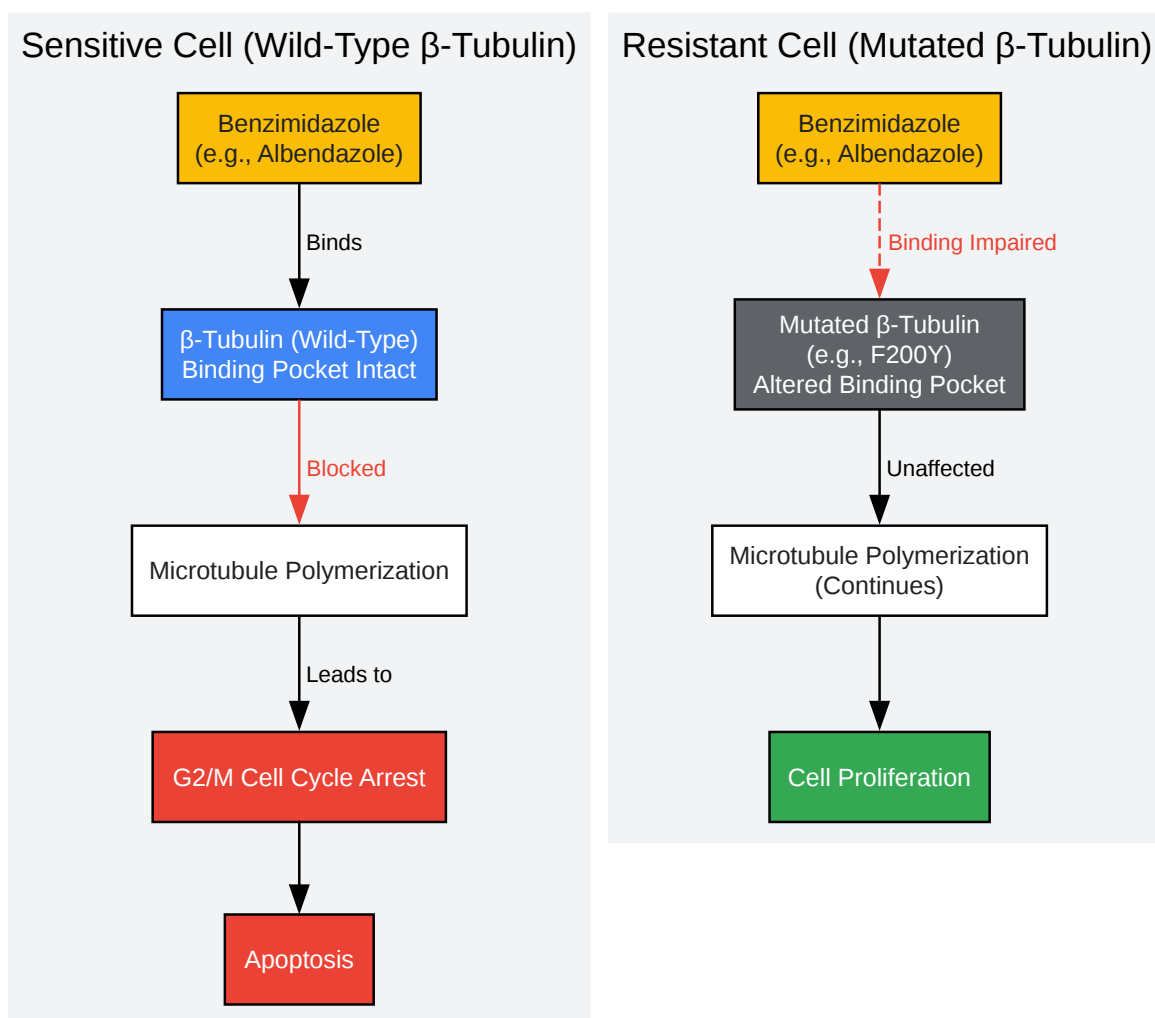 Sensitive Cell (Wild-Type β-Tubulin)
Benzimidazole
(e.g., Albendazole)
Binds
β-Tubulin (Wild-Type)
Binding Pocket Intact
Blocked
Microtubule Polymerization
Leads to
G2/M Cell Cycle Arrest
Apoptosis
Resistant Cell (Mutated β-Tubulin)
Benzimidazole
(e.g., Albendazole)
Binding Impaired
Mutated β-Tubulin
(e.g., F200Y)
Altered Binding Pocket
Unaffected
Microtubule Polymerization
(Continues)
Cell Proliferation